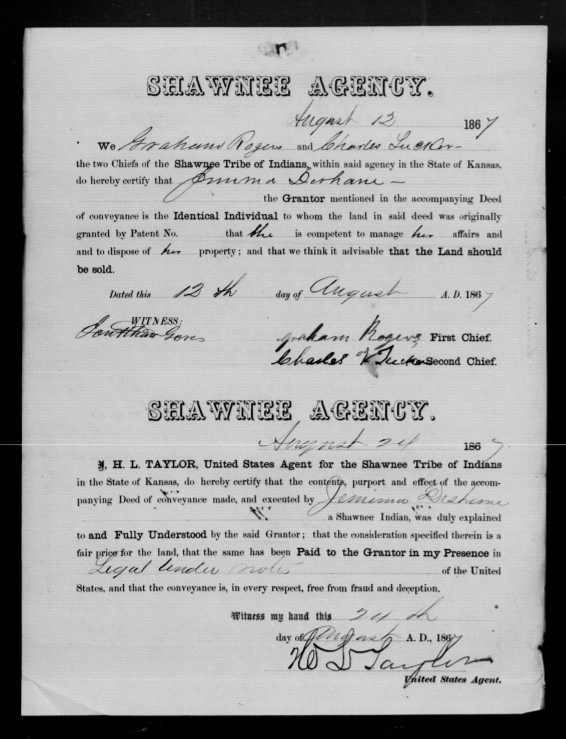 SHAWNEE AGENCY.
August 12 1867
We Graham Rogers and Charles Tucker
the two Chiefs of the Shawnee Tribe of Indians, within said agency in the State of Kansas,
do hereby certify that
the Grantor mentioned in the accompanying Deed
of conveyance is the Identical Individual to whom the land in said deed was originally
granted by Patent No. that she is competent to manage her affairs and
and to dispose of her property; and that we think it advisable that the Land should
be sold.
Dated this 12 th day of August A. D. 1867
WITNESS:
Graham Rogers First Chief.
Charles Tucker Second Chief.
SHAWNEE AGENCY.
August 24 1867
I, H. L. TAYLOR, United States Agent for the Shawnee Tribe of Indians
in the State of Kansas, do hereby certify that the contents, purport and effect of the accom-
panying Deed of conveyance made, and executed by Jemima
a Shawnee Indian, was duly explained
to and Fully Understood by the said Grantor; that the consideration specified therein is a
fair price for the land, that the same has been Paid to the Grantor in my Presence in
Legal tender notes of the United
States, and that the conveyance is, in every respect, free from fraud and deception.
Witness my hand this 24 th
day of August A. D., 1867
H L Taylor
United States Agent.